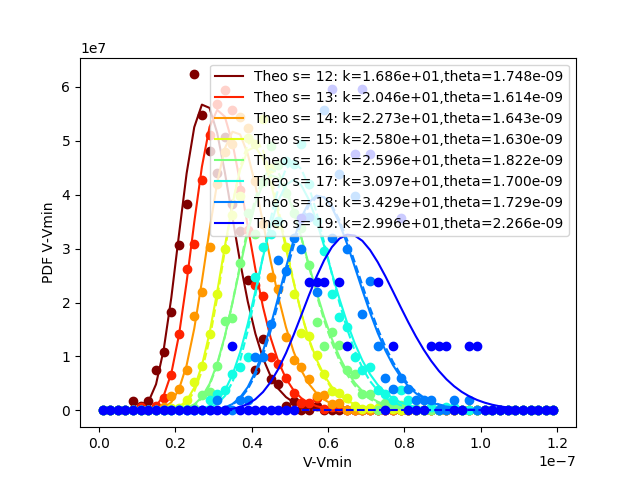 1e7
Theo s= 12: k=1.686e+01,theta=1.748e-09
Theo s= 13: k=2.046e+01,theta=1.614e-09
Theo s= 14: k=2.273e+01,theta=1.643e-09
Theo s= 15: k=2.580e+01,theta=1.630e-09
Theo s= 16: k=2.596e+01,theta=1.822e-09
Theo s= 17: k=3.097e+01,theta=1.700e-09
Theo s= 18: k=3.429e+01,theta=1.729e-09
Theo s= 19: k=2.996e+01,theta=2.266e-09
6
5
4
3
2
1
0
PDF V-Vmin
0.0 0.2 0.4 0.6 0.8 1.0 1.2
1e−7
V-Vmin